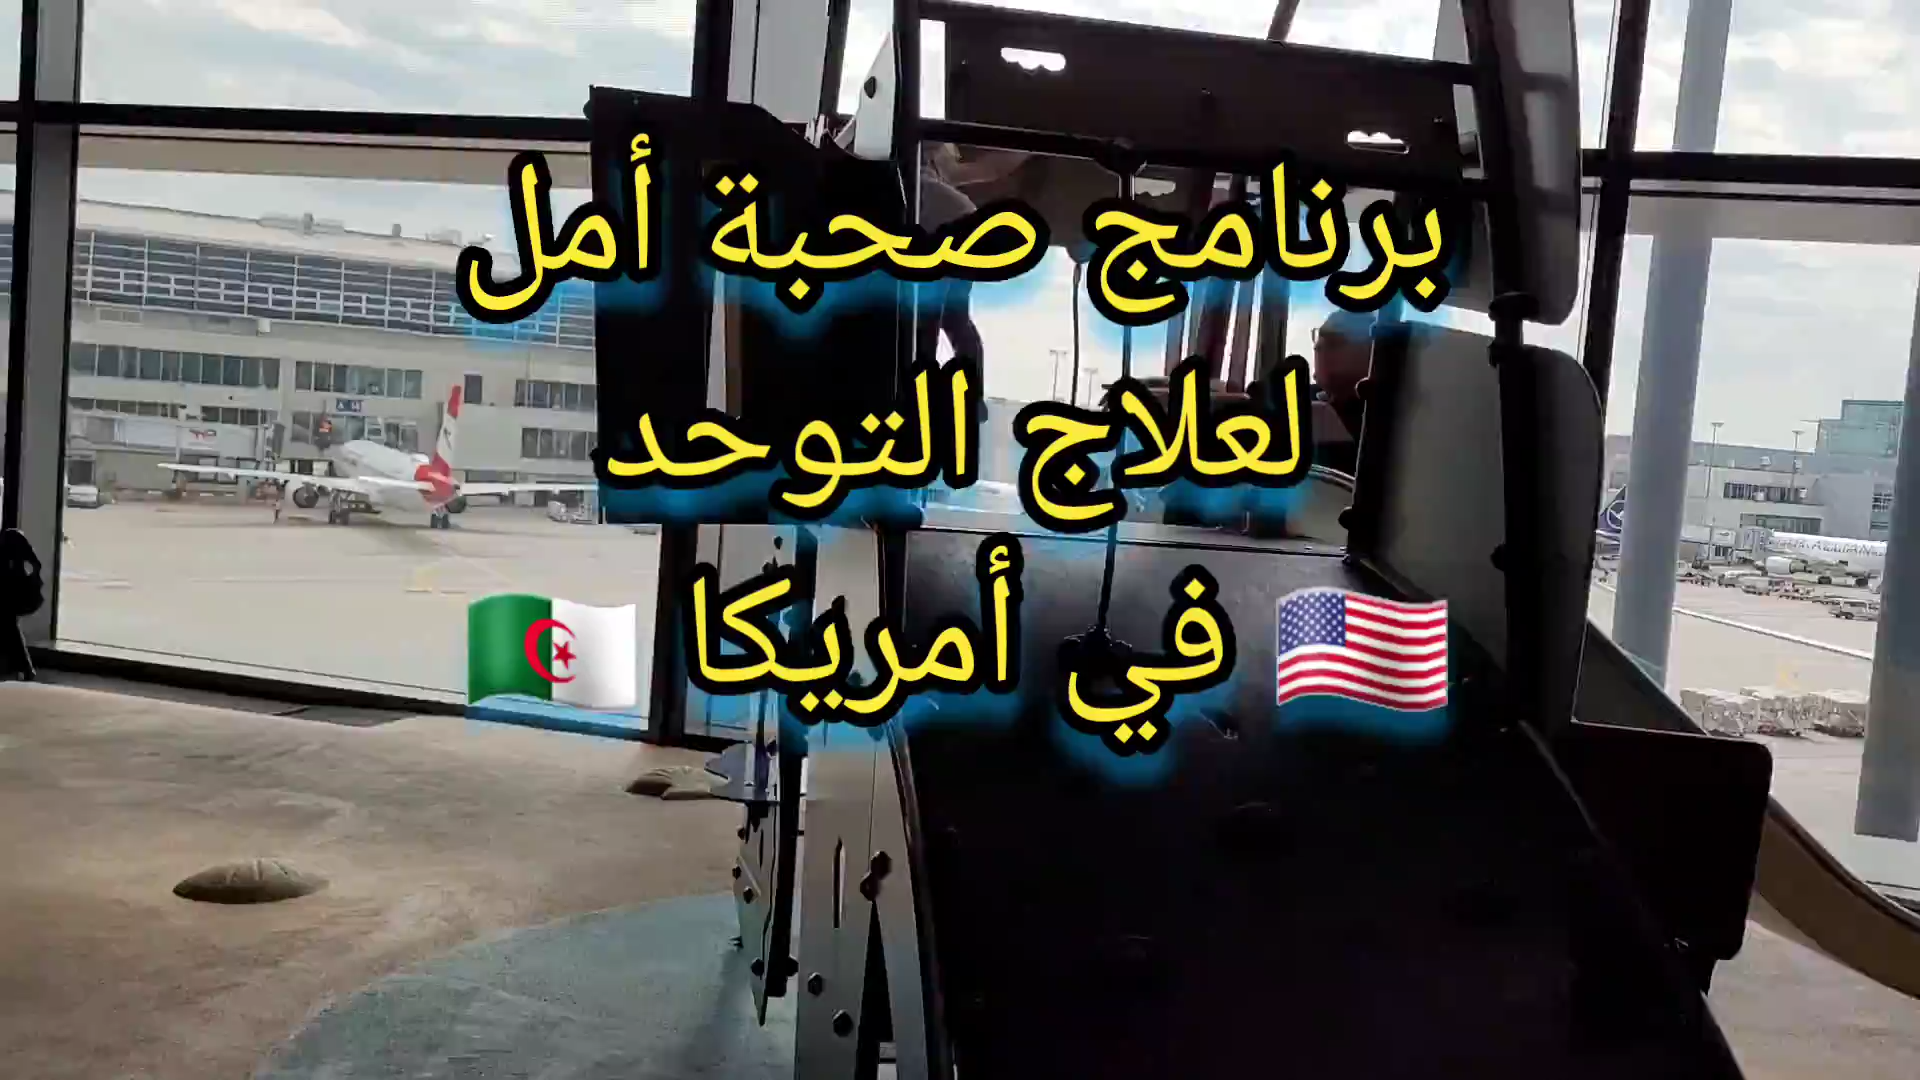 برنامج صحبة أمل
لعلاج التوحد
🇺🇸 في أمريكا 🇩🇿